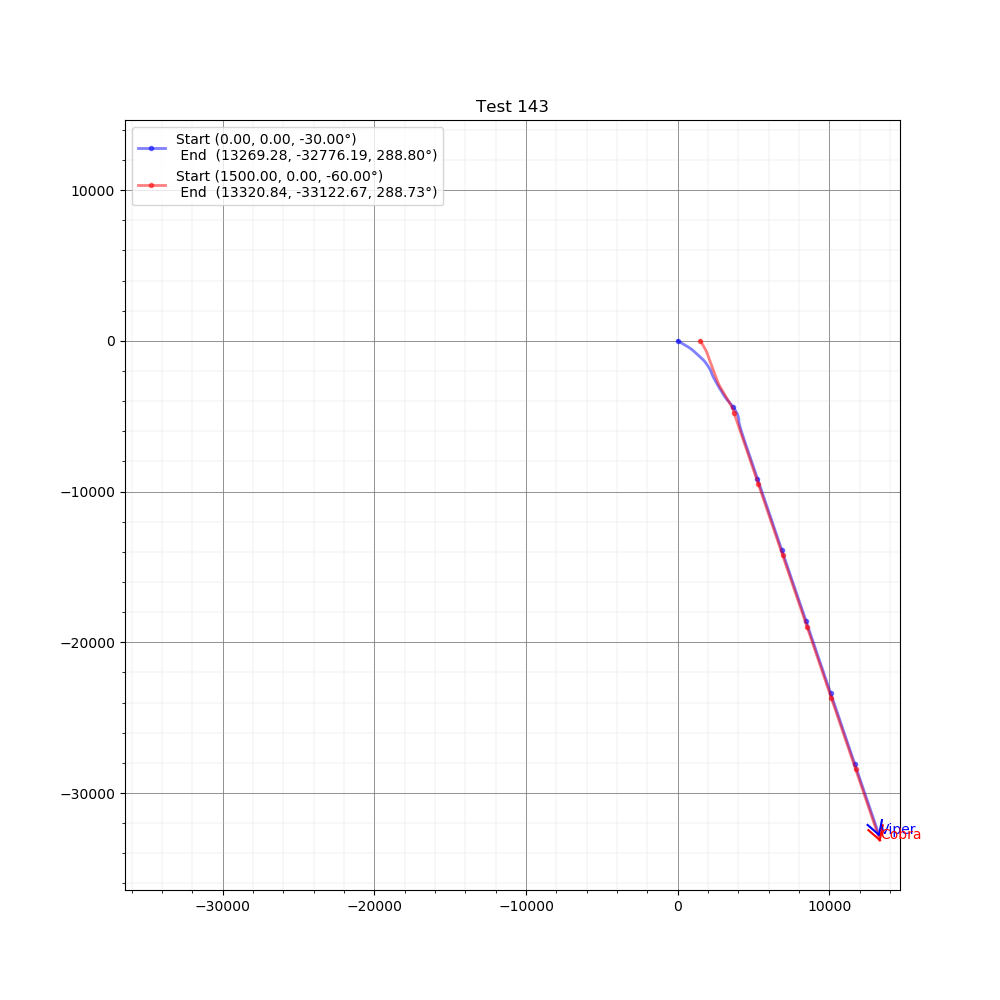 Test 143
Start (0.00, 0.00, -30.00°)
End (13269.28, -32776.19, 288.80°)
Start (1500.00, 0.00, -60.00°)
End (13320.84, -33122.67, 288.73°)
10000
0
−10000
−20000
−30000
Viper
Cobra
−30000
−20000
−10000
0
10000